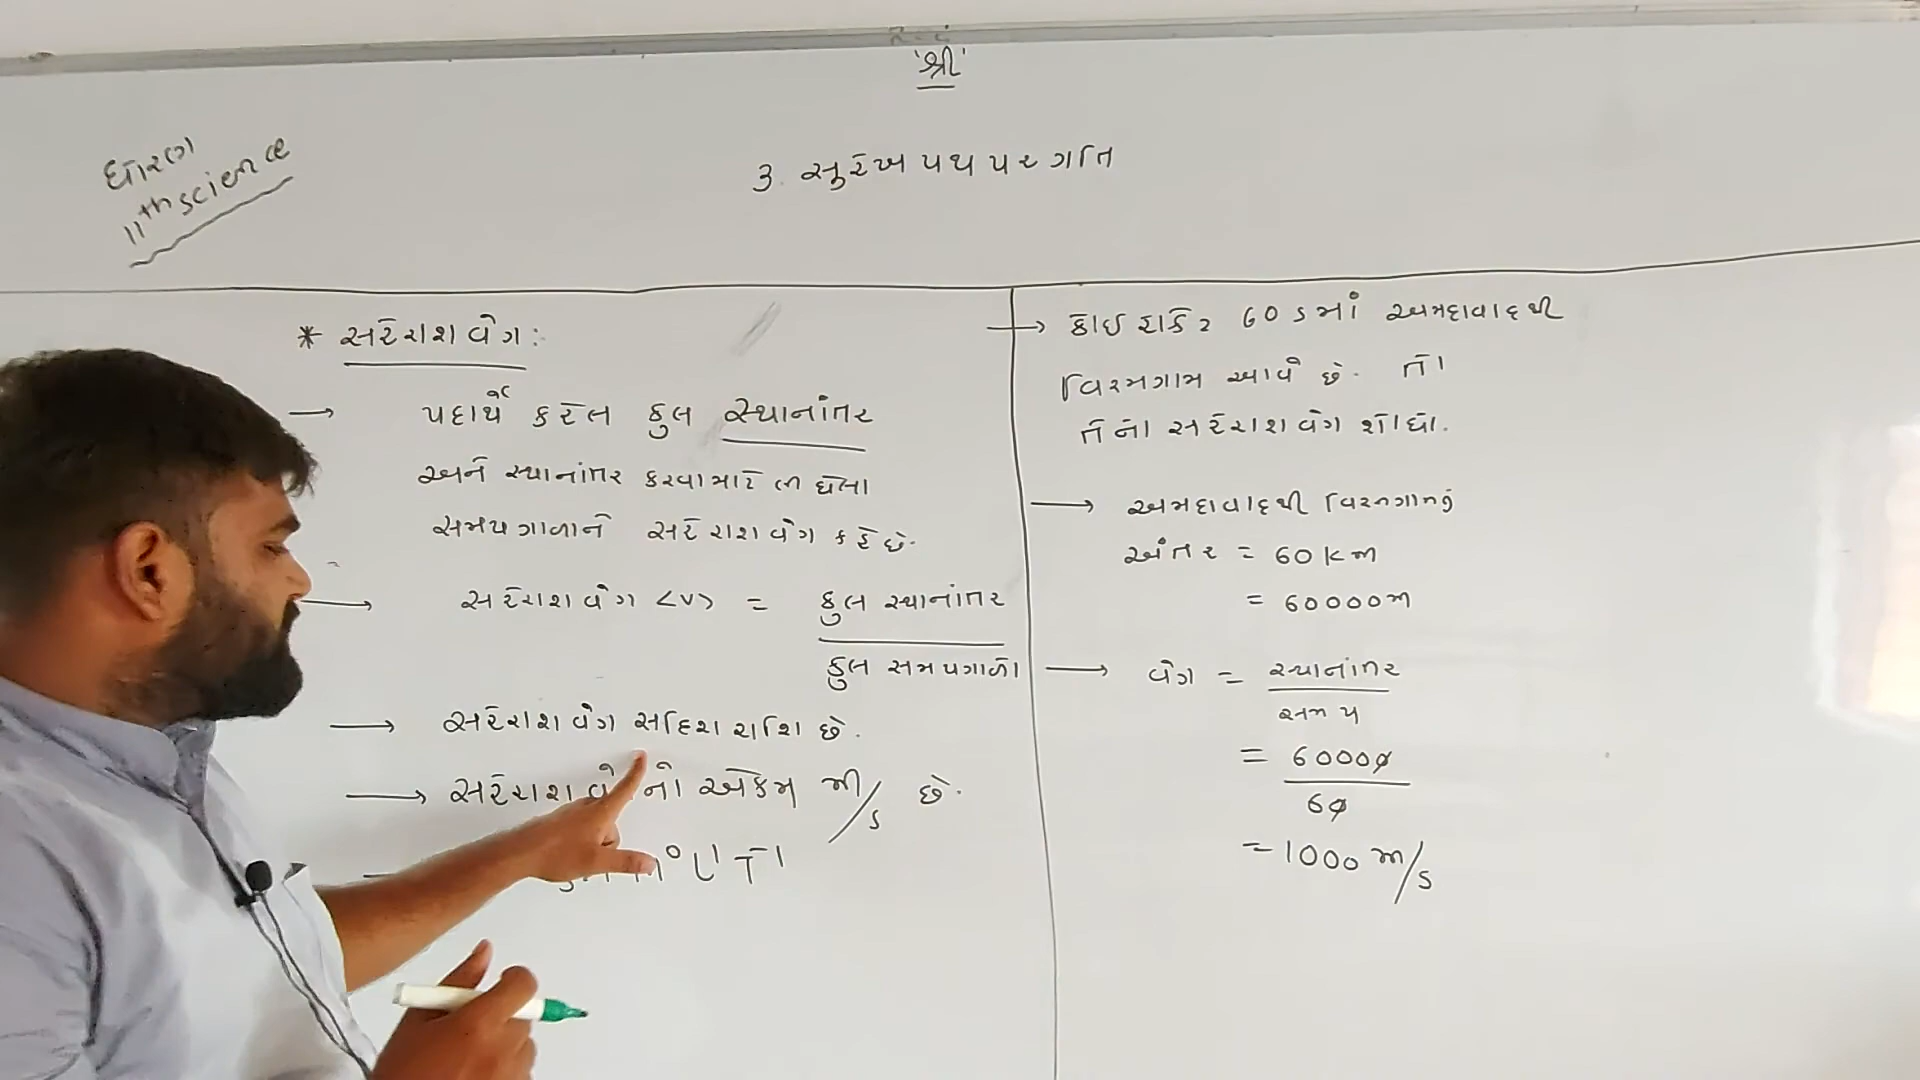 'શ્રી'
ધોરણ
11th science
3. સુરેખ પથ પર ગતિ
* સરેરાશ વેગ :
→ પદાર્થે કરેલ કુલ સ્થાનાંતર
અને સ્થાનાંતર કરવા માટે લીધેલા
સમયગાળાને સરેરાશ વેગ કહે છે.
→ સરેરાશ વેગ <v> = કુલ સ્થાનાંતર
કુલ સમયગાળો
→ સરેરાશ વેગ સદિશ રાશિ છે.
→ સરેરાશ વેનો એકમ m/s છે.
M⁰L¹T⁻¹
→ કોઈ રોકેટ 60 s માં અમદાવાદથી
વિરમગામ આવે છે. તો
તેનો સરેરાશ વેગ શોધો.
→ અમદાવાદથી વિરમગામનું
અંતર = 60 km
= 60000 m
→ વેગ = સ્થાનાંતર
સમય
= 60000
60
= 1000 m/s